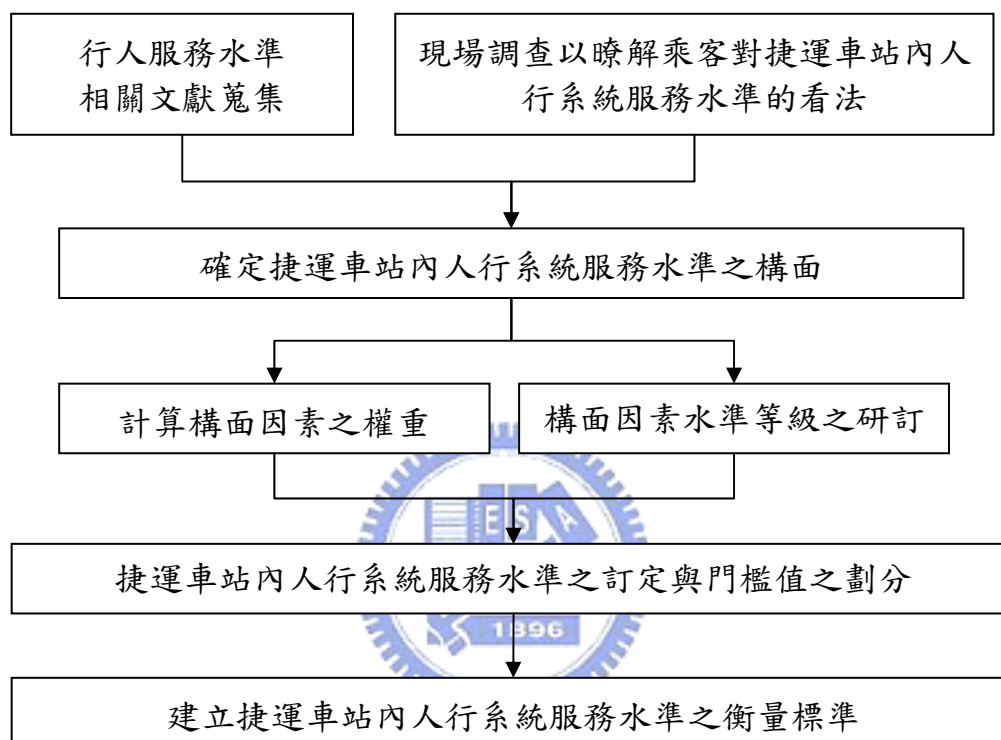 行人服務水準
相關文獻蒐集
現場調查以瞭解乘客對捷運車站內人
行系統服務水準的看法
確定捷運車站內人行系統服務水準之構面
計算構面因素之權重
構面因素水準等級之研訂
ESA
捷運車站內人行系統服務水準之訂定與門檻值之劃分
1896
建立捷運車站內人行系統服務水準之衡量標準